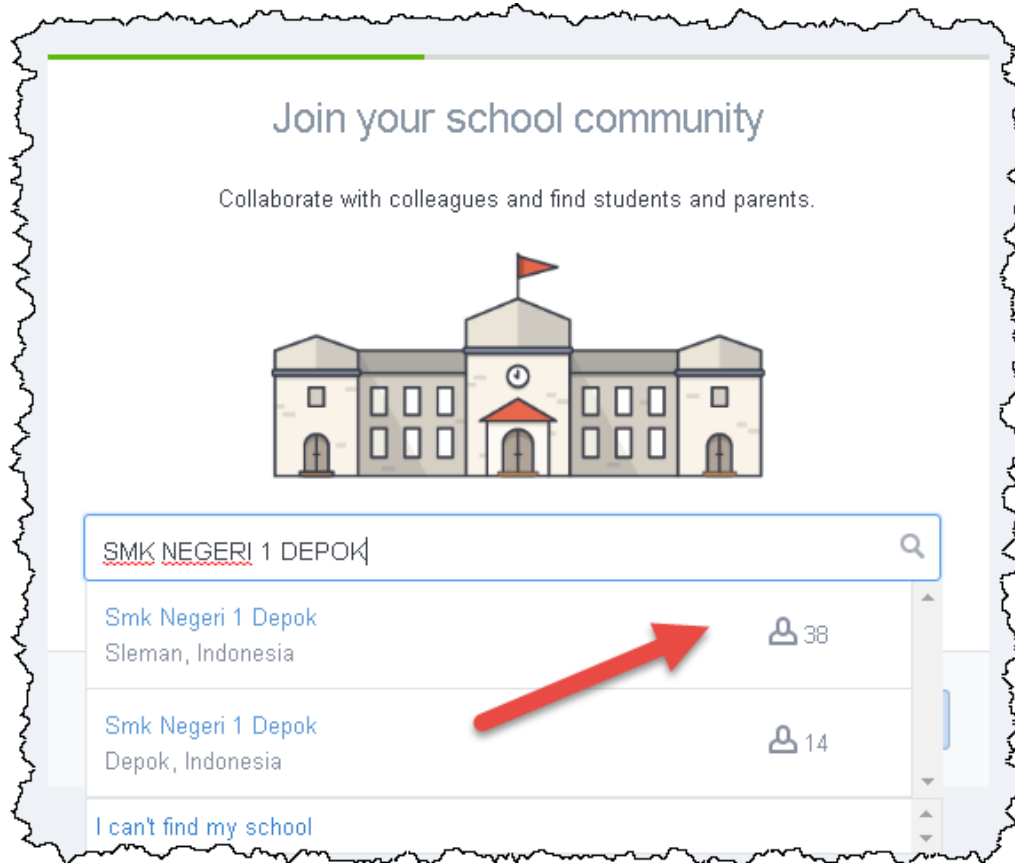 Join your school community
Collaborate with colleagues and find students and parents.
SMK NEGERI 1 DEPOK
Smk Negeri 1 Depok
38
Sleman, Indonesia
Smk Negeri 1 Depok
14
Depok, Indonesia
I can't find my school